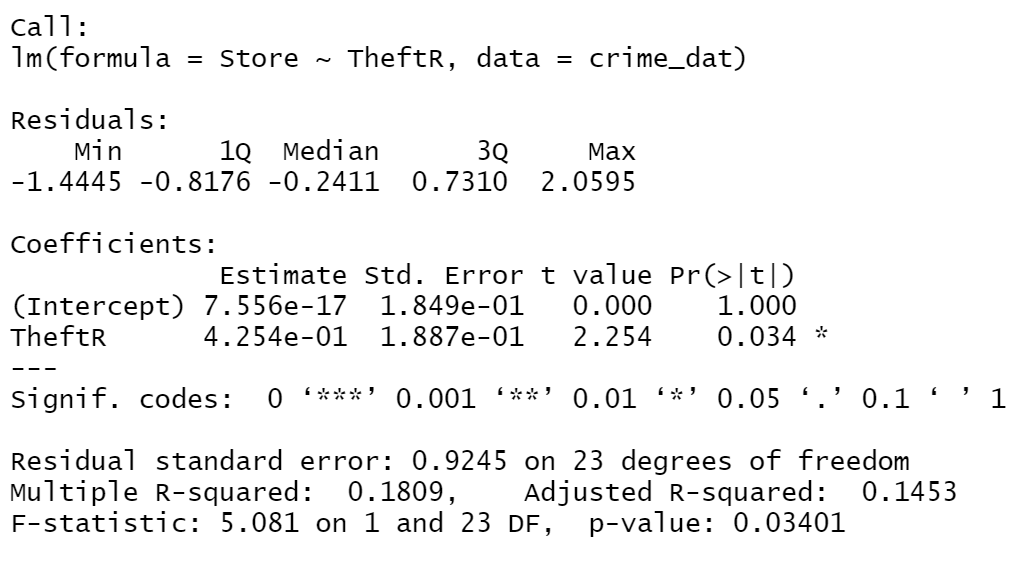 Call:
lm(formula = Store ~ TheftR, data = crime_dat)
Residuals:
Min 1Q Median 3Q Max
-1.4445 -0.8176 -0.2411 0.7310 2.0595
Coefficients:
Estimate Std. Error t value Pr(>|t|)
(Intercept) 7.556e-17 1.849e-01 0.000 1.000
TheftR 4.254e-01 1.887e-01 2.254 0.034 *
---
Signif. codes: 0 ‘***’ 0.001 ‘**’ 0.01 ‘*’ 0.05 ‘.’ 0.1 ‘ ’ 1
Residual standard error: 0.9245 on 23 degrees of freedom
Multiple R-squared: 0.1809, Adjusted R-squared: 0.1453
F-statistic: 5.081 on 1 and 23 DF, p-value: 0.03401